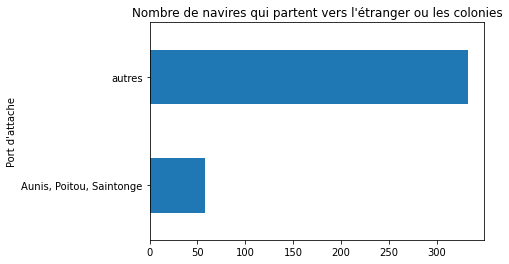 Nombre de navires qui partent vers l'étranger ou les colonies
autres
Port d'attache
Aunis, Poitou, Saintonge
0 50 100 150 200 250 300